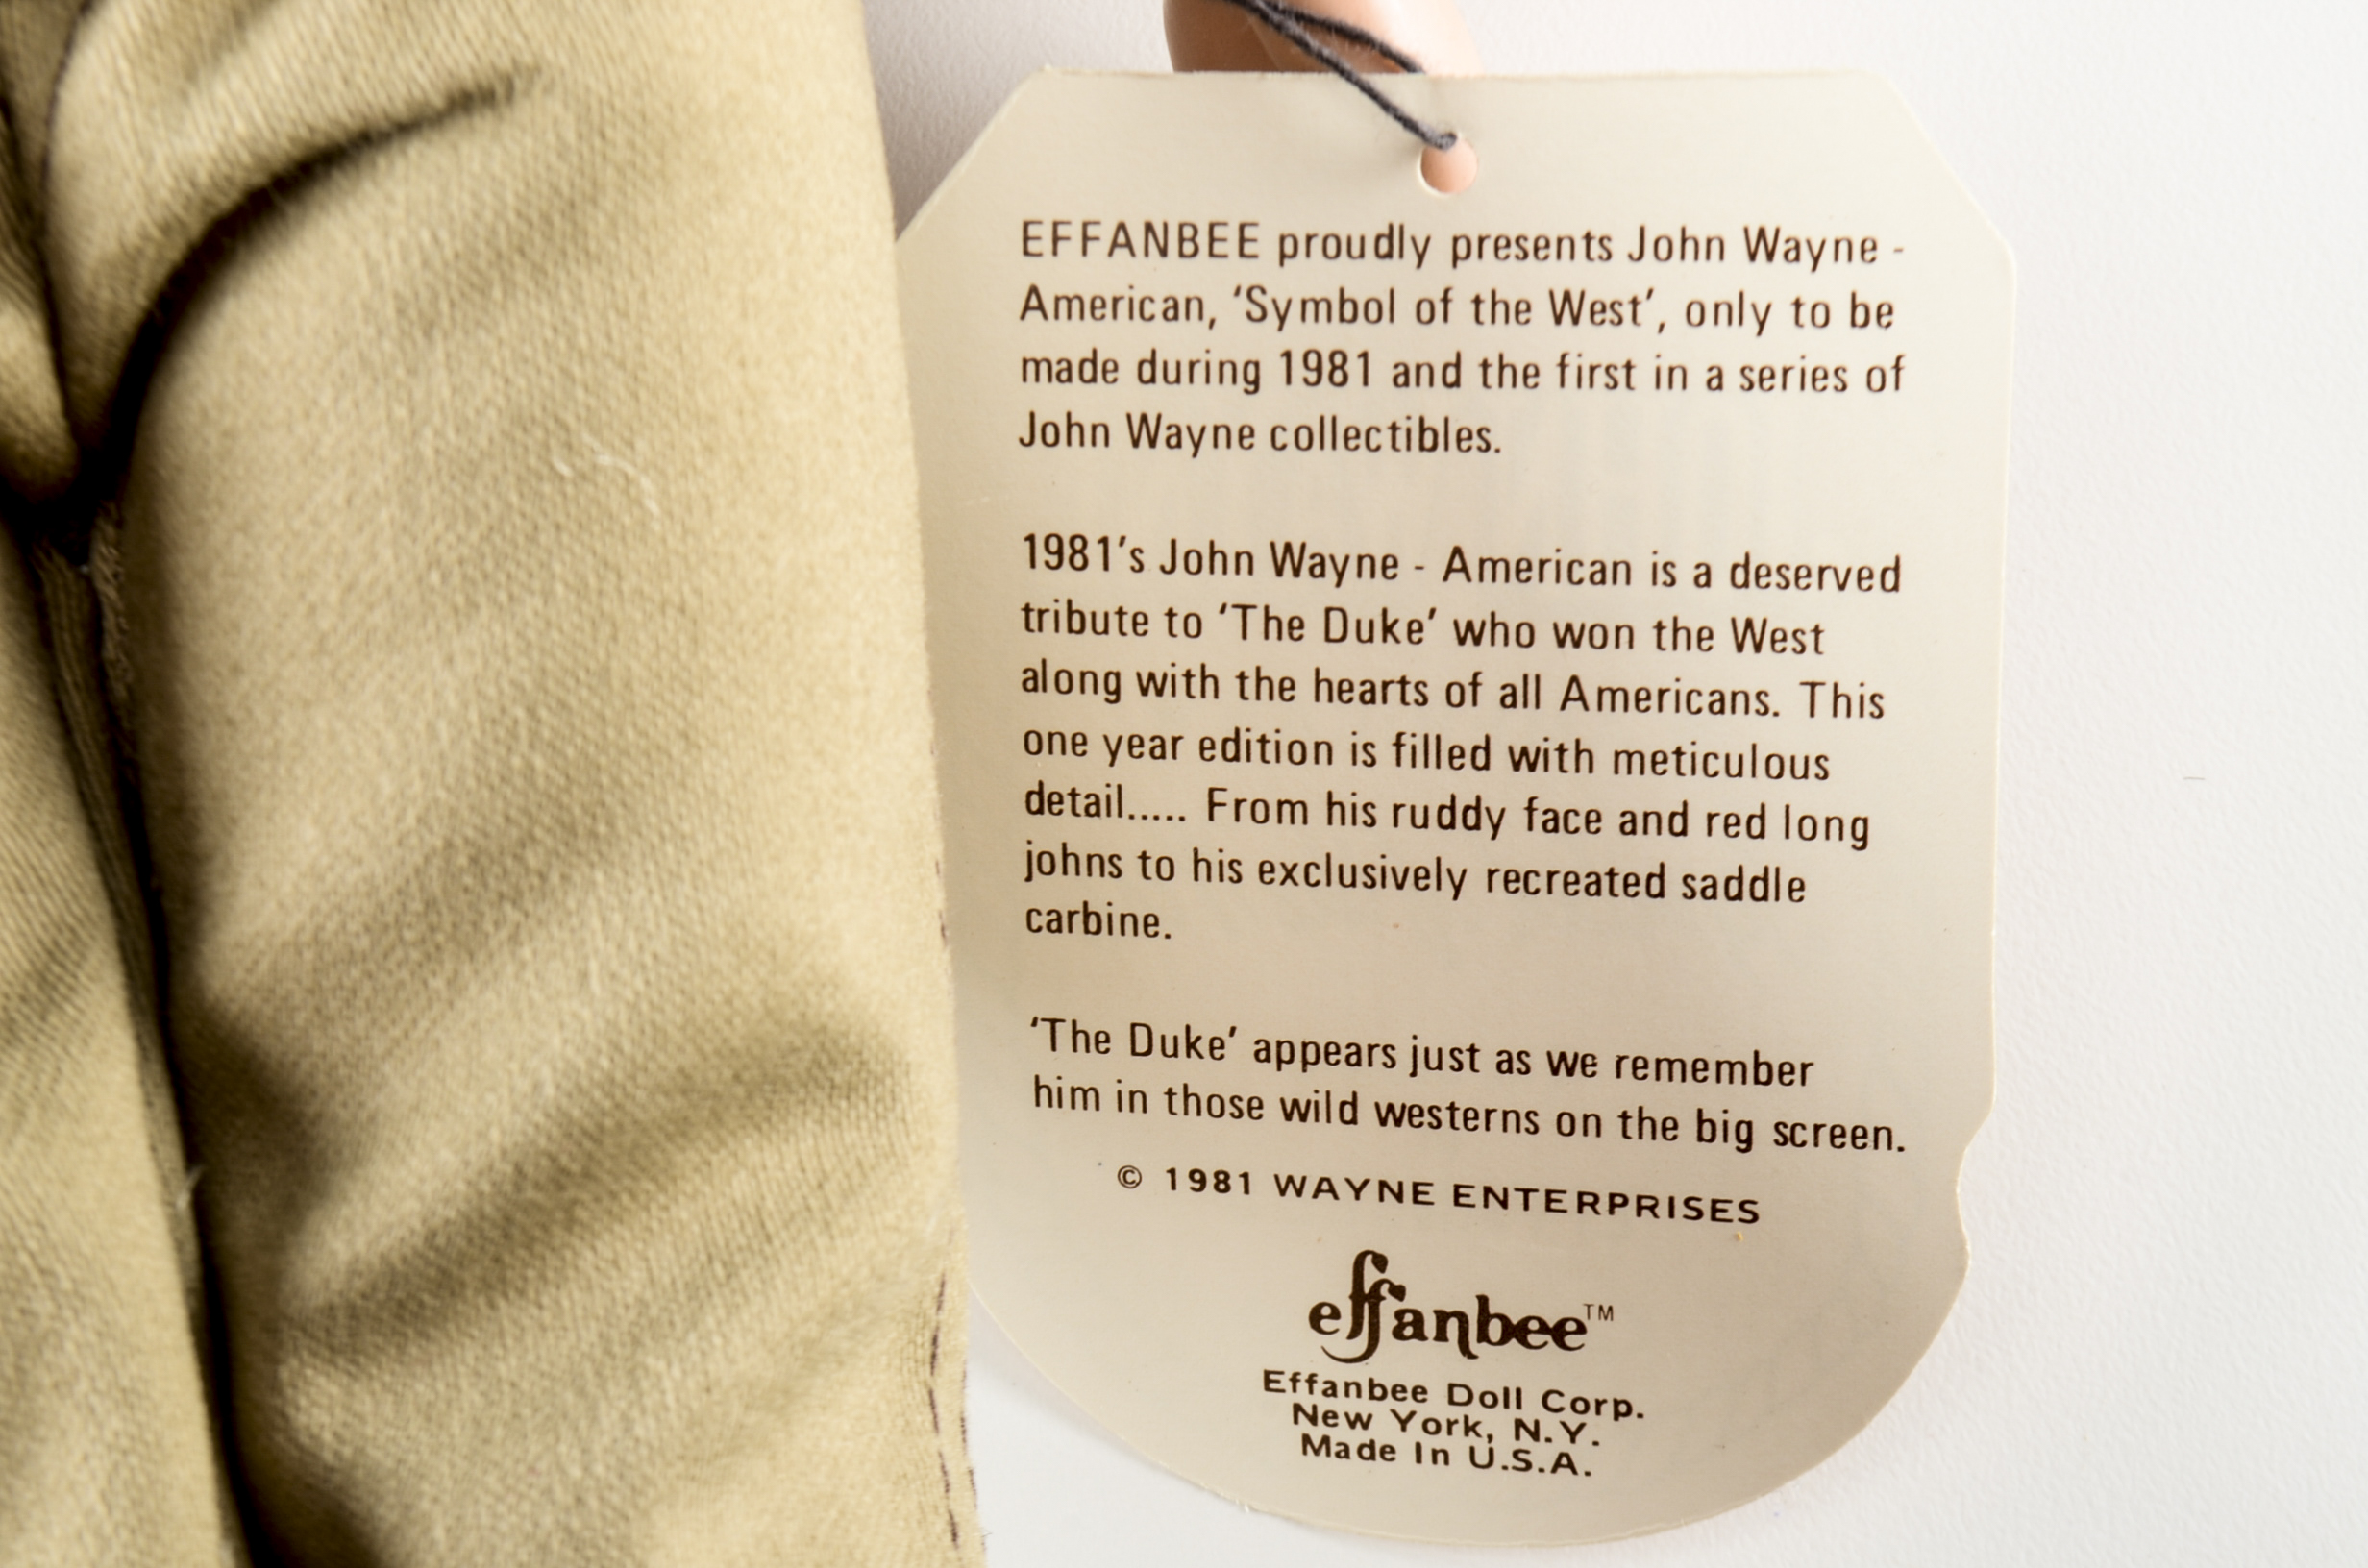 EFFANBEE proudly presents John Wayne -
American, ‘Symbol of the West’, only to be
made during 1981 and the first in a series of
John Wayne collectibles.
1981’s John Wayne - American is a deserved
tribute to ‘The Duke’ who won the West
along with the hearts of all Americans. This
one year edition is filled with meticulous
detail..... From his ruddy face and red long
johns to his exclusively recreated saddle
carbine.
‘The Duke’ appears just as we remember
him in those wild westerns on the big screen.
© 1981 WAYNE ENTERPRISES
effanbee™
Effanbee Doll Corp.
New York, N.Y.
Made In U.S.A.